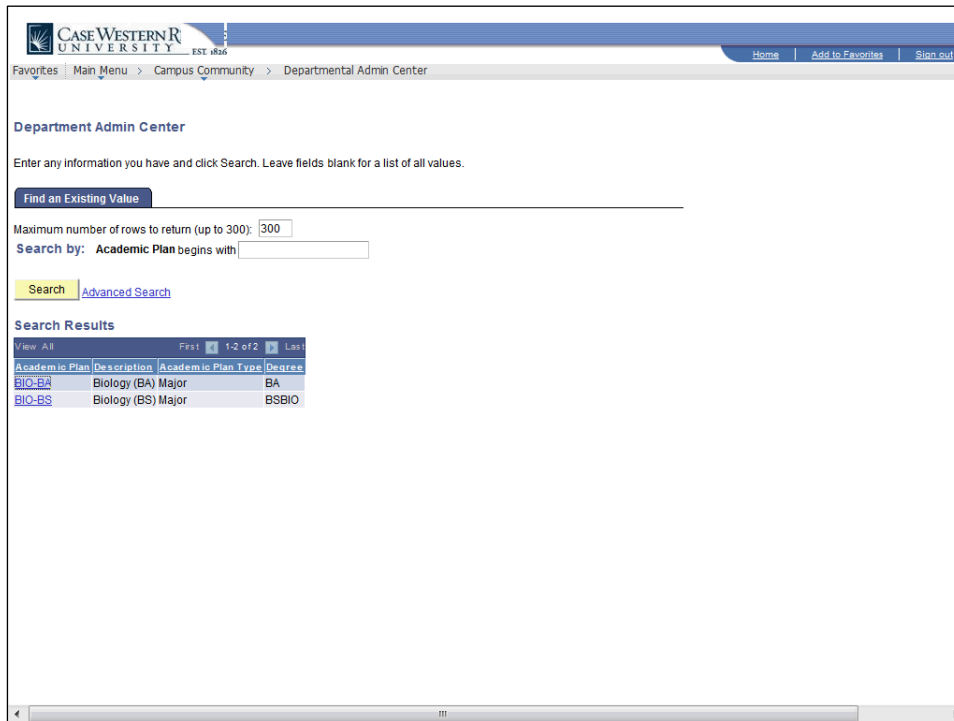 CASE WESTERN R
UNIVERSITY EST. 1826
Home Add to Favorites Sign out
Favorites Main Menu > Campus Community > Departmental Admin Center
Department Admin Center
Enter any information you have and click Search. Leave fields blank for a list of all values.
Find an Existing Value
Maximum number of rows to return (up to 300): 300
Search by: Academic Plan begins with
Search Advanced Search
Search Results
View All First 1-2 of 2 Last
Academic Plan Description Academic Plan Type Degree
BIO-BA Biology (BA) Major BA
BIO-BS Biology (BS) Major BSBIO